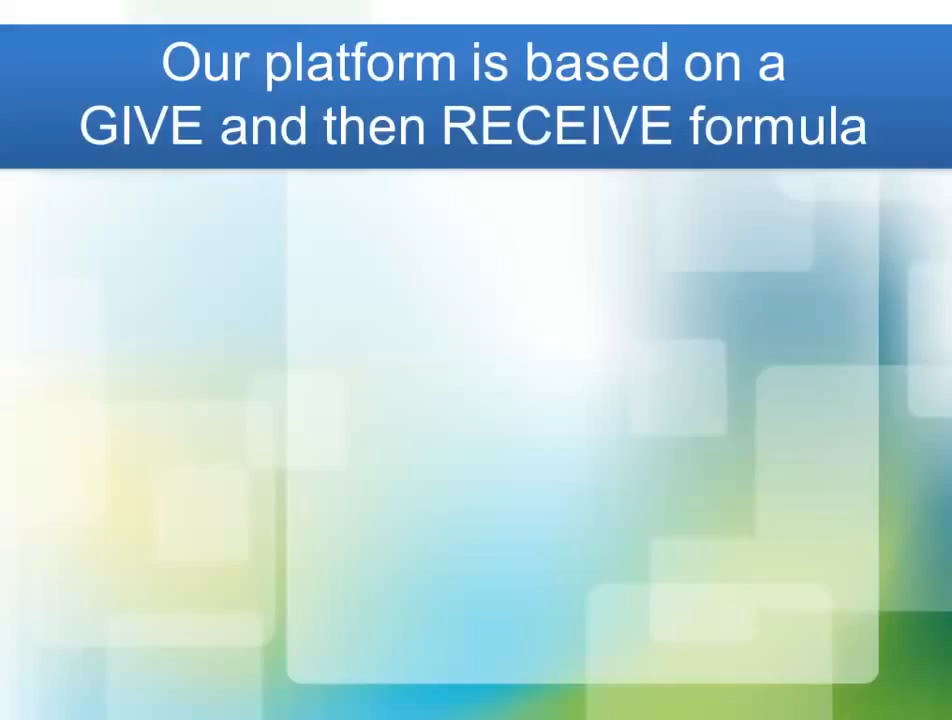 Our platform is based on a
GIVE and then RECEIVE formula